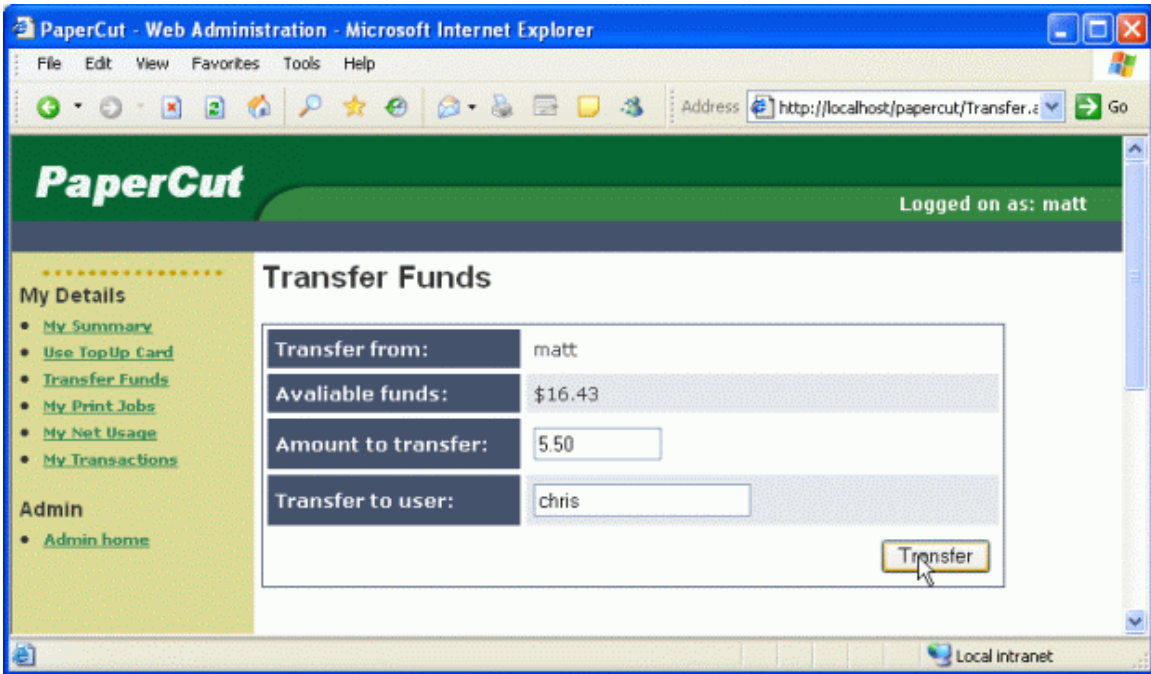 PaperCut - Web Administration - Microsoft Internet Explorer
File Edit View Favorites Tools Help
Address http://localhost/papercut/Transfer.a Go
PaperCut
Logged on as: matt
My Details
My Summary
Use TopUp Card
Transfer Funds
My Print Jobs
My Net Usage
My Transactions
Admin
Admin home
Transfer Funds
Transfer from: matt
Avaliable funds: $16.43
Amount to transfer: 5.50
Transfer to user: chris
Transfer
Local intranet